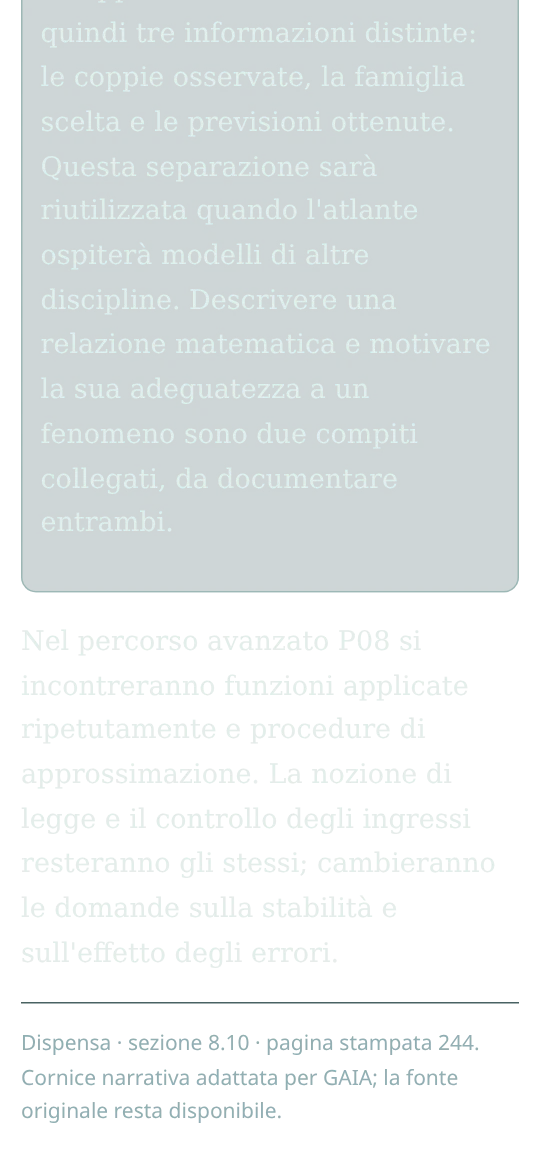 quindi tre informazioni distinte:
le coppie osservate, la famiglia
scelta e le previsioni ottenute.
Questa separazione sarà
riutilizzata quando l'atlante
ospiterà modelli di altre
discipline. Descrivere una
relazione matematica e motivare
la sua adeguatezza a un
fenomeno sono due compiti
collegati, da documentare
entrambi.
Nel percorso avanzato P08 si
incontreranno funzioni applicate
ripetutamente e procedure di
approssimazione. La nozione di
legge e il controllo degli ingressi
resteranno gli stessi; cambieranno
le domande sulla stabilità e
sull'effetto degli errori.
Dispensa · sezione 8.10 · pagina stampata 244.
Cornice narrativa adattata per GAIA; la fonte
originale resta disponibile.